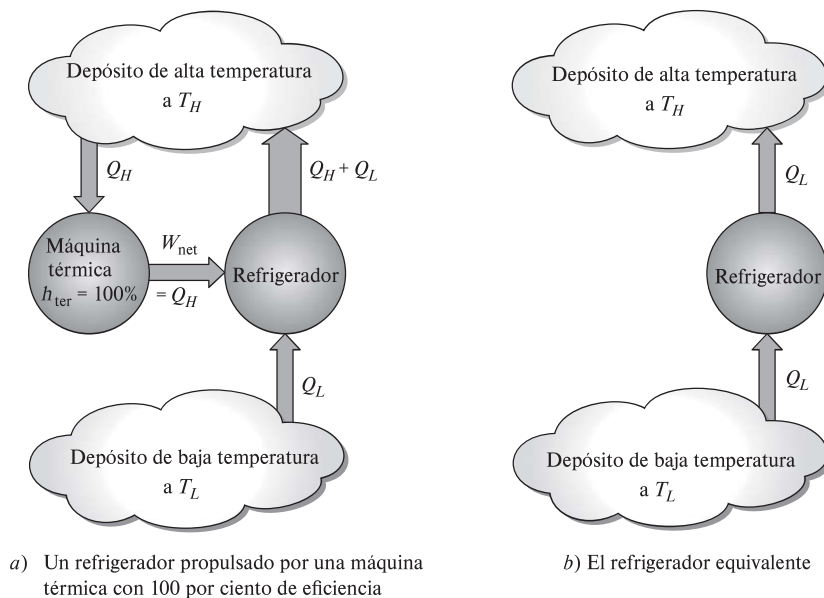 Depósito de alta temperatura
a T_H
Q_H
Q_H + Q_L
Máquina
térmica
h_ter = 100%
W_net
= Q_H
Refrigerador
Q_L
Depósito de baja temperatura
a T_L
a) Un refrigerador propulsado por una máquina
térmica con 100 por ciento de eficiencia
Depósito de alta temperatura
a T_H
Q_L
Refrigerador
Q_L
Depósito de baja temperatura
a T_L
b) El refrigerador equivalente